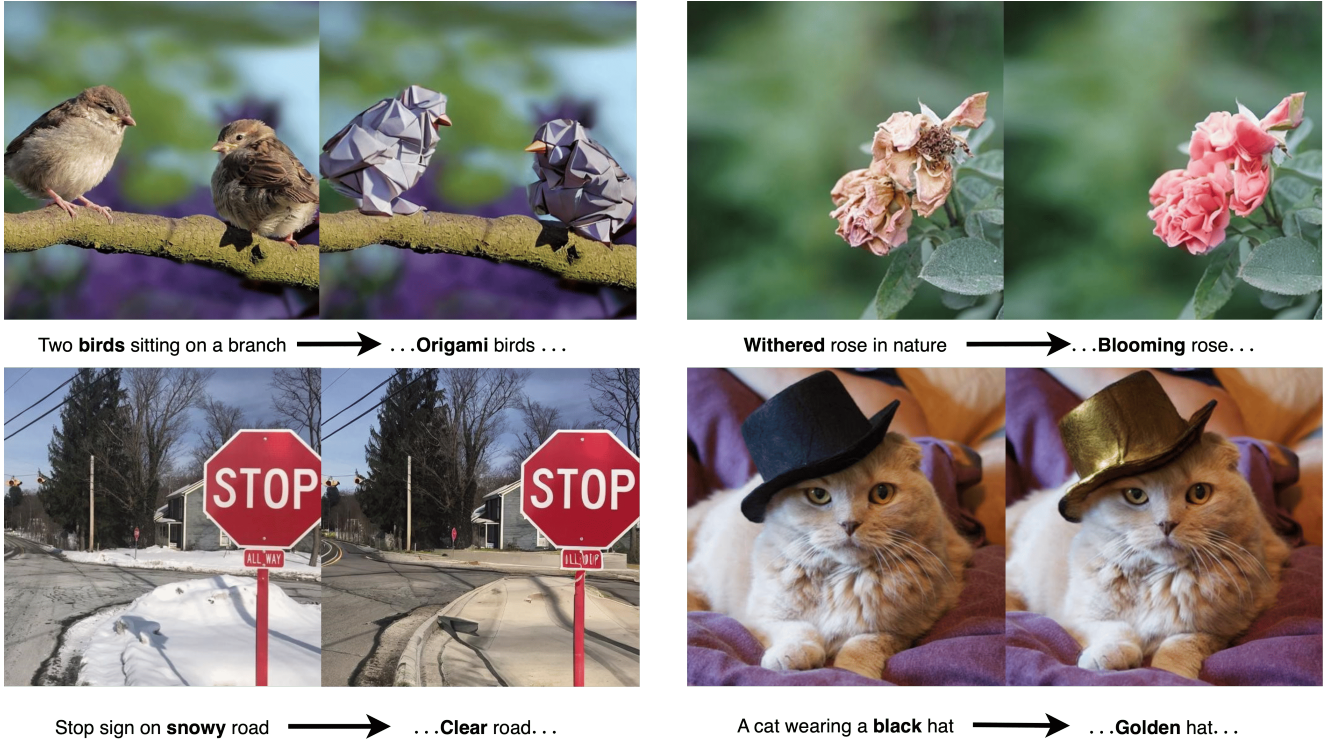 Two birds sitting on a branch → ...Origami birds ...
Withered rose in nature → ...Blooming rose...
STOP
ALL WAY
STOP
Stop sign on snowy road → ...Clear road...
A cat wearing a black hat → ...Golden hat...